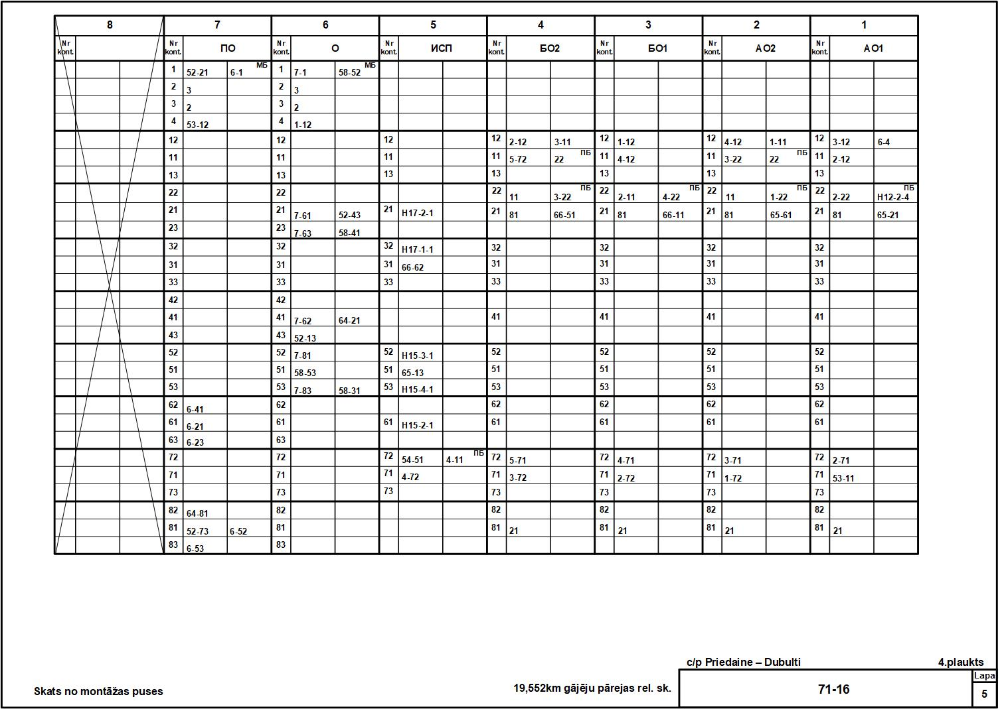 8 7 6 5 4 3 2 1
Nr kont. Nr kont. ПО Nr kont. О Nr kont. ИСП Nr kont. БО2 Nr kont. БО1 Nr kont. АО2 Nr kont. АО1
1 52-21 6-1 МБ 1 7-1 58-52 МБ
2 3 2 3
3 2 3 2
4 53-12 4 1-12
12 12 12 12 2-12 3-11 12 1-12 12 4-12 1-11 12 3-12 6-4
11 11 11 11 5-72 22 ПБ 11 4-12 11 3-22 22 ПБ 11 2-12
13 13 13 13 13 13 13
22 22 22 11 3-22 ПБ 22 2-11 4-22 ПБ 22 11 1-22 ПБ 22 2-22 Н12-2-4 ПБ
21 21 7-61 52-43 21 Н17-2-1 21 81 66-51 21 81 66-11 21 81 65-61 21 81 65-21
23 23 7-63 58-41
32 32 32 Н17-1-1 32 32 32 32
31 31 31 66-62 31 31 31 31
33 33 33 33 33 33 33
42 42
41 41 7-62 64-21 41 41 41 41
43 43 52-13
52 52 7-81 52 Н15-3-1 52 52 52 52
51 51 58-53 51 65-13 51 51 51 51
53 53 7-83 58-31 53 Н15-4-1 53 53 53 53
62 6-41 62 62 62 62 62
61 6-21 61 61 Н15-2-1 61 61 61 61
63 6-23 63
72 72 72 54-51 4-11 ПБ 72 5-71 72 4-71 72 3-71 72 2-71
71 71 71 4-72 71 3-72 71 2-72 71 1-72 71 53-11
73 73 73 73 73 73 73
82 64-81 82 82 82 82 82
81 52-73 6-52 81 81 21 81 21 81 21 81 21
83 6-53 83
c/p Priedaine – Dubulti 4.plaukts
Skats no montāžas puses 19,552km gājēju pārejas rel. sk. 71-16 Lapa
5